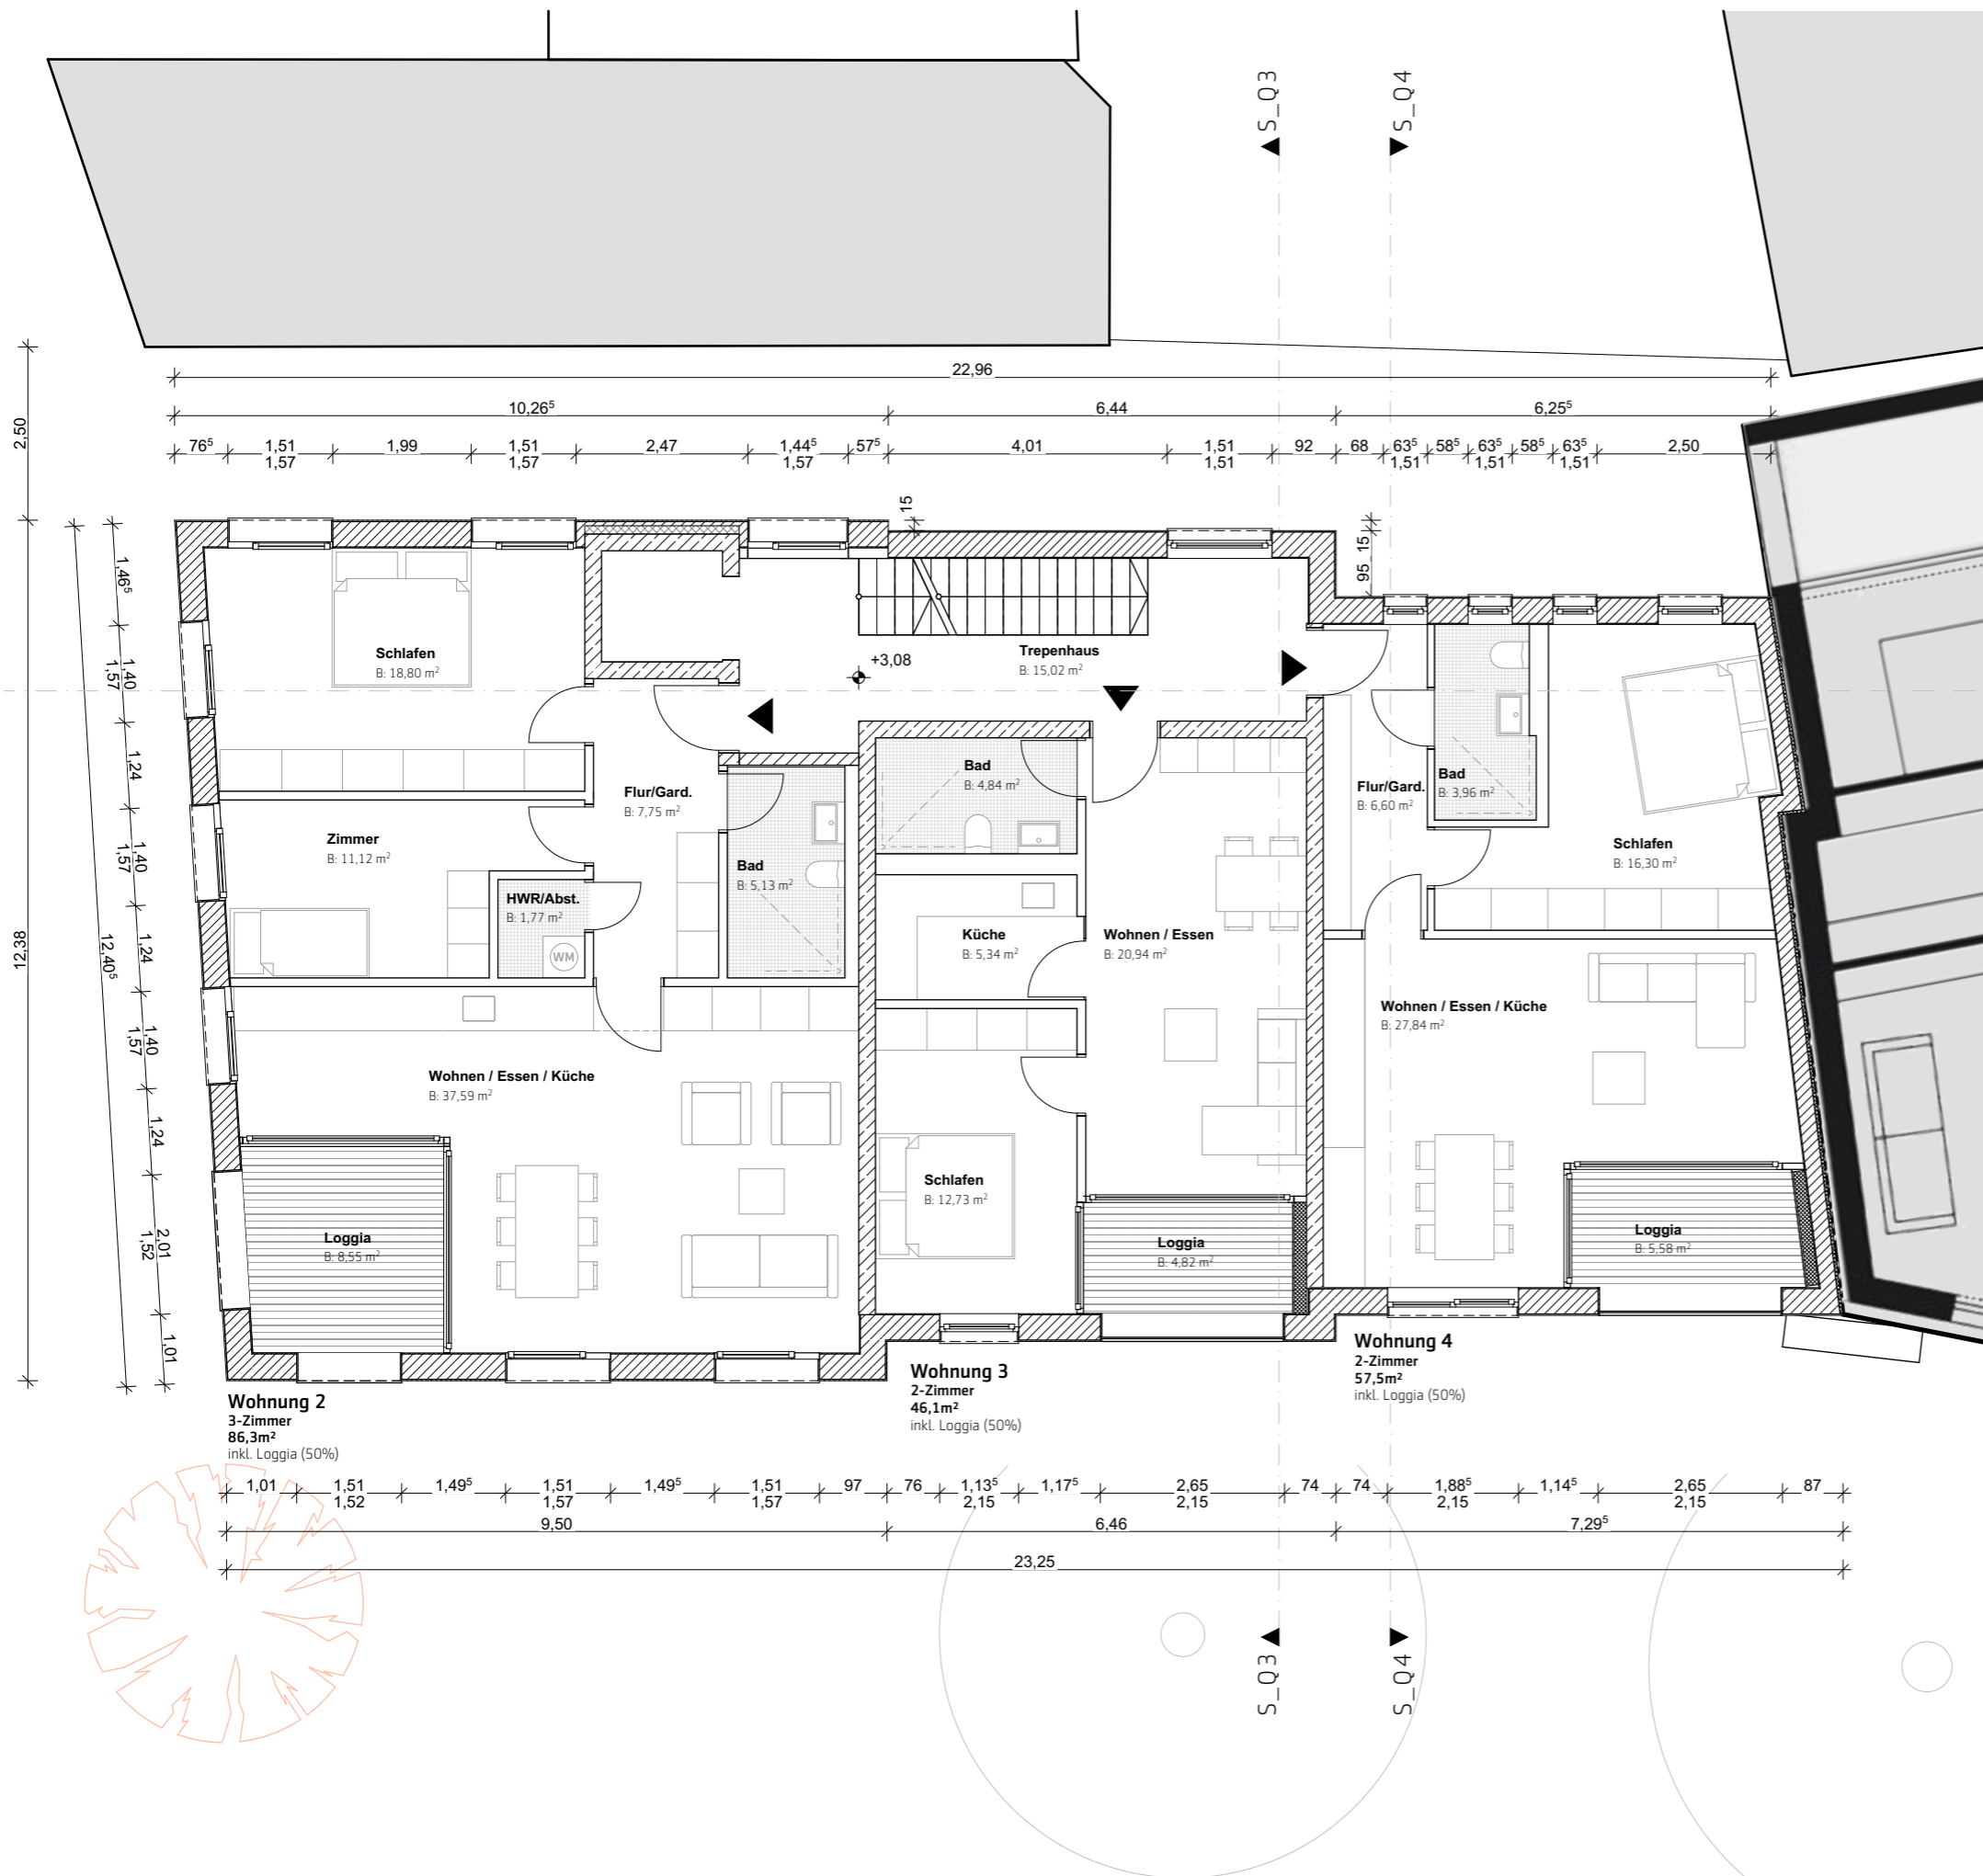 S_Q3
S_Q4
22,96
10,26⁵
6,44
6,25⁵
2,50
76⁵
1,51
1,57
1,99
1,51
1,57
2,47
1,44⁵
1,57
57⁵
4,01
1,51
1,51
92
68
63⁵
1,51
58⁵
63⁵
1,51
58⁵
63⁵
1,51
2,50
15
95 15
12,38
12,40⁵
1,46⁵
1,40
1,57
1,24
1,40
1,57
1,24
1,40
1,57
1,24
2,01
1,52
1,01
Schlafen
B: 18,80 m²
+3,08
Trepenhaus
B: 15,02 m²
Zimmer
B: 11,12 m²
Flur/Gard.
B: 7,75 m²
HWR/Abst.
B: 1,77 m²
WM
Bad
B: 5,13 m²
Bad
B: 4,84 m²
Küche
B: 5,34 m²
Wohnen / Essen
B: 20,94 m²
Flur/Gard.
B: 6,60 m²
Bad
B: 3,96 m²
Schlafen
B: 16,30 m²
Wohnen / Essen / Küche
B: 37,59 m²
Wohnen / Essen / Küche
B: 27,84 m²
Schlafen
B: 12,73 m²
Loggia
B: 8,55 m²
Loggia
B: 4,82 m²
Loggia
B: 5,58 m²
Wohnung 2
3-Zimmer
86,3m²
inkl. Loggia (50%)
Wohnung 3
2-Zimmer
46,1m²
inkl. Loggia (50%)
Wohnung 4
2-Zimmer
57,5m²
inkl. Loggia (50%)
1,01
1,51
1,52
1,49⁵
1,51
1,57
1,49⁵
1,51
1,57
97
76
1,13⁵
2,15
1,17⁵
2,65
2,15
74
74
1,88⁵
2,15
1,14⁵
2,65
2,15
87
9,50
6,46
7,29⁵
23,25
S_Q3
S_Q4